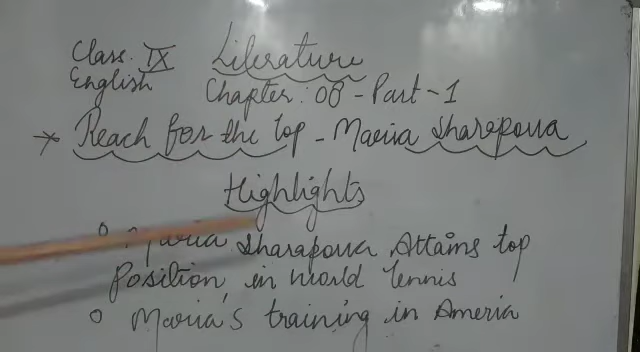 Class. IX Literature
English Chapter: 08 - Part - 1
* Reach for the top - Maria Sharapova
Highlights
Maria Sharapova Attains top
position in World Tennis
Maria's training in Ameria